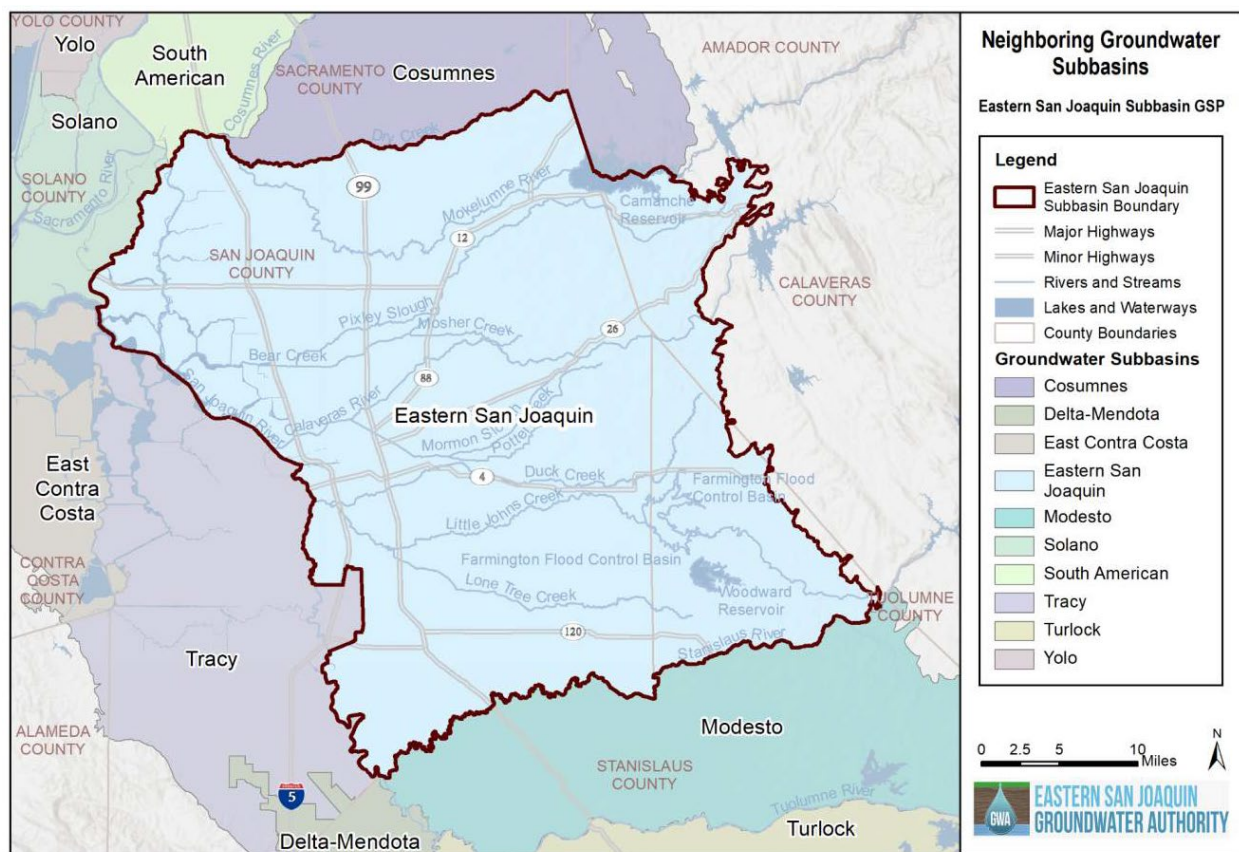 YOLO COUNTY
Yolo
South
American
Cosumnes River
SACRAMENTO
COUNTY
Cosumnes
AMADOR COUNTY
Solano
SOLANO
COUNTY
Sacramento River
Dry Creek
99
Mokelumne River
Camanche
Reservoir
12
SAN JOAQUIN
COUNTY
CALAVERAS
COUNTY
Pixley Slough
Mosher Creek
26
Bear Creek
88
San Joaquin River
Calaveras River
Eastern San Joaquin
Mormon Slough
Potter Creek
East
Contra
Costa
4
Duck Creek
Farmington Flood
Control Basin
Little Johns Creek
CONTRA
COSTA
COUNTY
Farmington Flood Control Basin
Lone Tree Creek
Woodward
Reservoir
TUOLUMNE
COUNTY
120
Stanislaus River
Tracy
ALAMEDA
COUNTY
Modesto
STANISLAUS
COUNTY
5
Tuolumne River
Delta-Mendota
Turlock
Neighboring Groundwater
Subbasins
Eastern San Joaquin Subbasin GSP
Legend
Eastern San Joaquin
Subbasin Boundary
Major Highways
Minor Highways
Rivers and Streams
Lakes and Waterways
County Boundaries
Groundwater Subbasins
Cosumnes
Delta-Mendota
East Contra Costa
Eastern San
Joaquin
Modesto
Solano
South American
Tracy
Turlock
Yolo
0 2.5 5 10
Miles
N
GWA
EASTERN SAN JOAQUIN
GROUNDWATER AUTHORITY